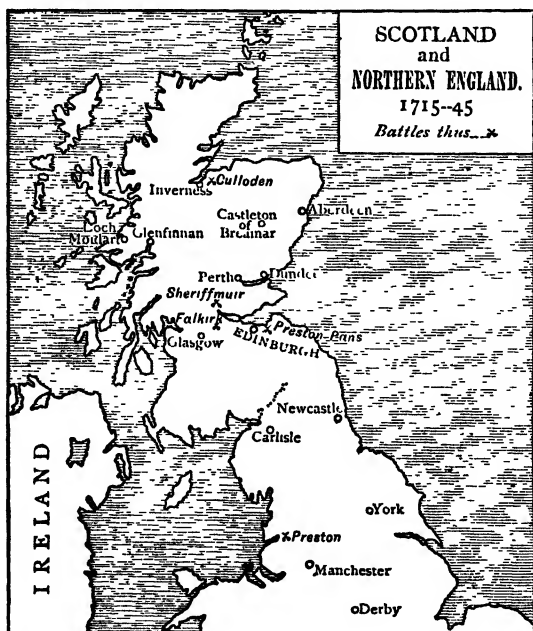 SCOTLAND
and
NORTHERN ENGLAND.
1715--45
Battles thus...x
Culloden
Inverness
Castleton
of
Braemar
Aberdeen
Loch
Moidart
Glenfinnan
Perth
Dundee
Sheriffmuir
Falkirk
Preston-Pans
EDINBURGH
Glasgow
Newcastle
Carlisle
IRELAND
York
Preston
Manchester
Derby